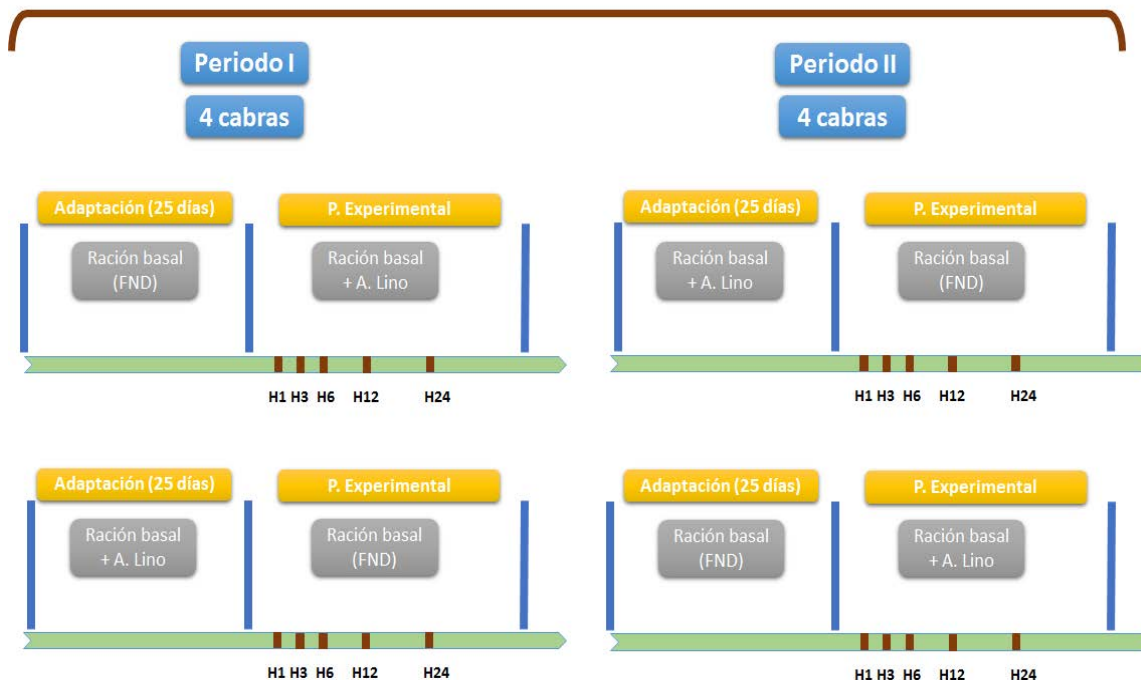 Periodo I
4 cabras
Periodo II
4 cabras
Adaptación (25 días)
P. Experimental
Ración basal
(FND)
Ración basal
+ A. Lino
H1 H3 H6 H12 H24
Adaptación (25 días)
P. Experimental
Ración basal
+ A. Lino
Ración basal
(FND)
H1 H3 H6 H12 H24
Adaptación (25 días)
P. Experimental
Ración basal
+ A. Lino
Ración basal
(FND)
H1 H3 H6 H12 H24
Adaptación (25 días)
P. Experimental
Ración basal
(FND)
Ración basal
+ A. Lino
H1 H3 H6 H12 H24